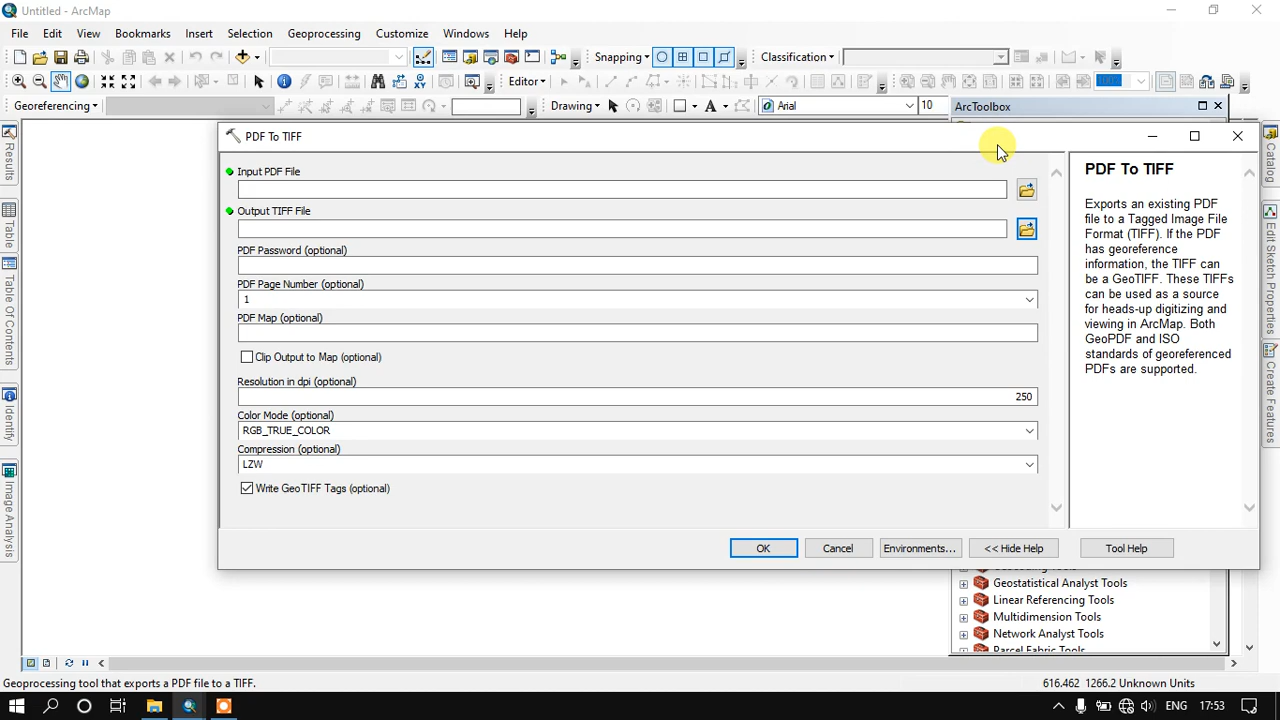 Untitled - ArcMap
File Edit View Bookmarks Insert Selection Geoprocessing Customize Windows Help
Snapping Classification
Editor
Georeferencing Drawing A Arial 10 ArcToolbox
PDF To TIFF
Input PDF File
Output TIFF File
PDF Password (optional)
PDF Page Number (optional)
1
PDF Map (optional)
Clip Output to Map (optional)
Resolution in dpi (optional)
250
Color Mode (optional)
RGB_TRUE_COLOR
Compression (optional)
LZW
Write GeoTIFF Tags (optional)
OK Cancel Environments... << Hide Help Tool Help
PDF To TIFF
Exports an existing PDF
file to a Tagged Image File
Format (TIFF). If the PDF
has georeference
information, the TIFF can
be a GeoTIFF. These TIFFs
can be used as a source
for heads-up digitizing and
viewing in ArcMap. Both
GeoPDF and ISO
standards of georeferenced
PDFs are supported.
Results
Table
Table Of Contents
Identify
Image Analysis
Catalog
Edit Sketch Properties
Create Features
Geostatistical Analyst Tools
Linear Referencing Tools
Multidimension Tools
Network Analyst Tools
Parcel Fabric Tools
Geoprocessing tool that exports a PDF file to a TIFF.
616.462 1266.2 Unknown Units
ENG 17:53